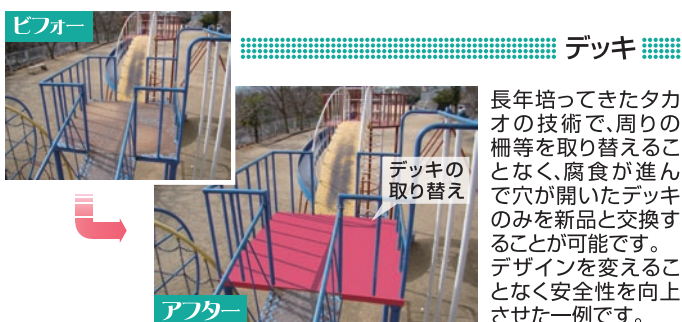 ビフォー
デッキ
デッキの
取り替え
アフター
長年培ってきたタカ
オの技術で、周りの
柵等を取り替えるこ
となく、腐食が進ん
で穴が開いたデッキ
のみを新品と交換す
ることが可能です。
デザインを変えるこ
となく安全性を向上
させた一例です。